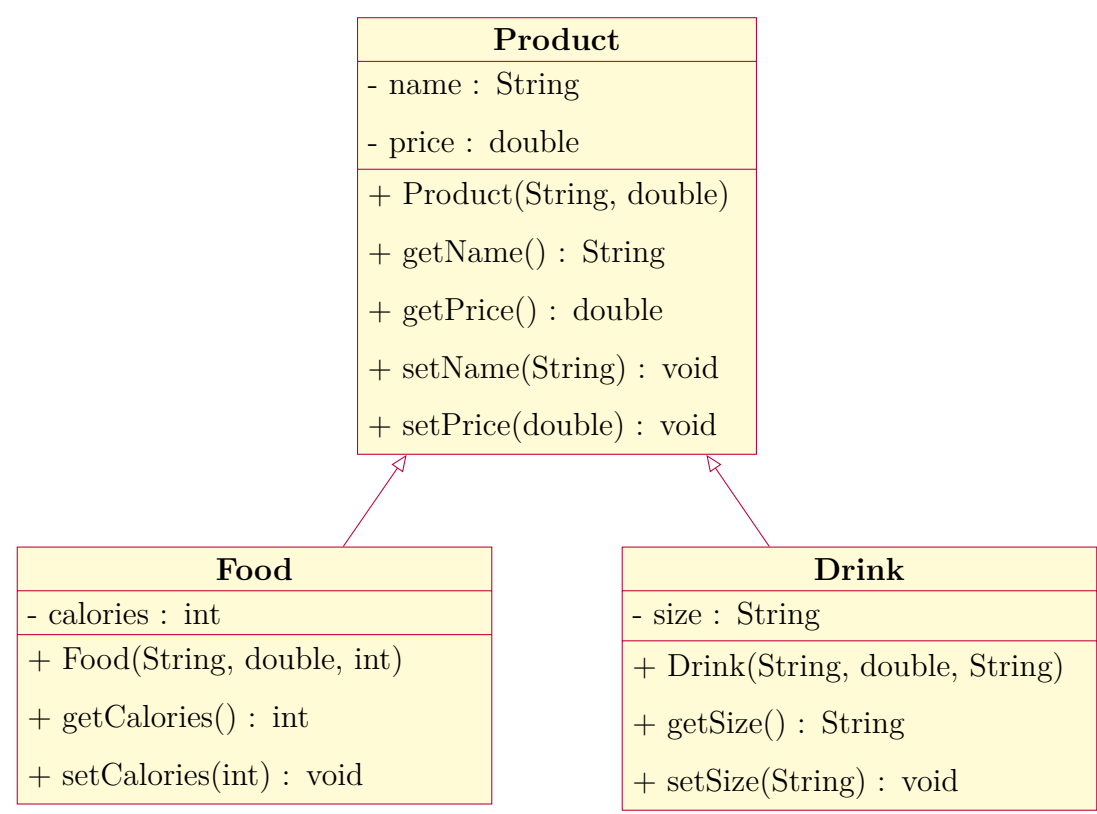 Product
- name : String
- price : double
+ Product(String, double)
+ getName() : String
+ getPrice() : double
+ setName(String) : void
+ setPrice(double) : void
Food
- calories : int
+ Food(String, double, int)
+ getCalories() : int
+ setCalories(int) : void
Drink
- size : String
+ Drink(String, double, String)
+ getSize() : String
+ setSize(String) : void